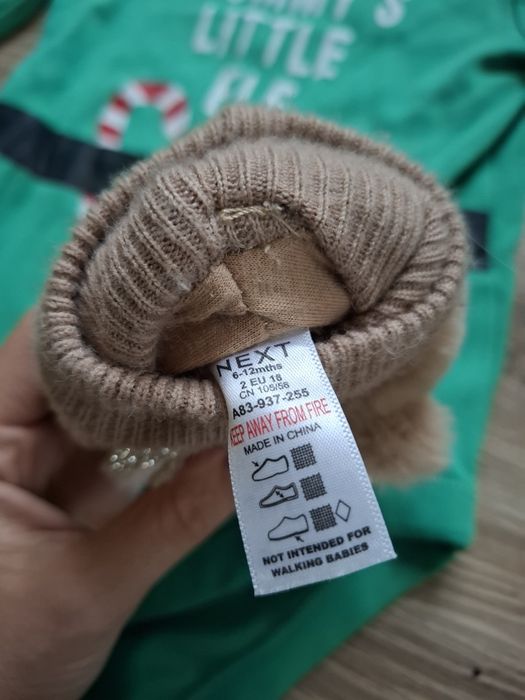 LITTLE
NEXT
6-12mths
2 EU 18
CN 105/56
A83-937-255
KEEP AWAY FROM FIRE
MADE IN CHINA
NOT INTENDED FOR
WALKING BABIES